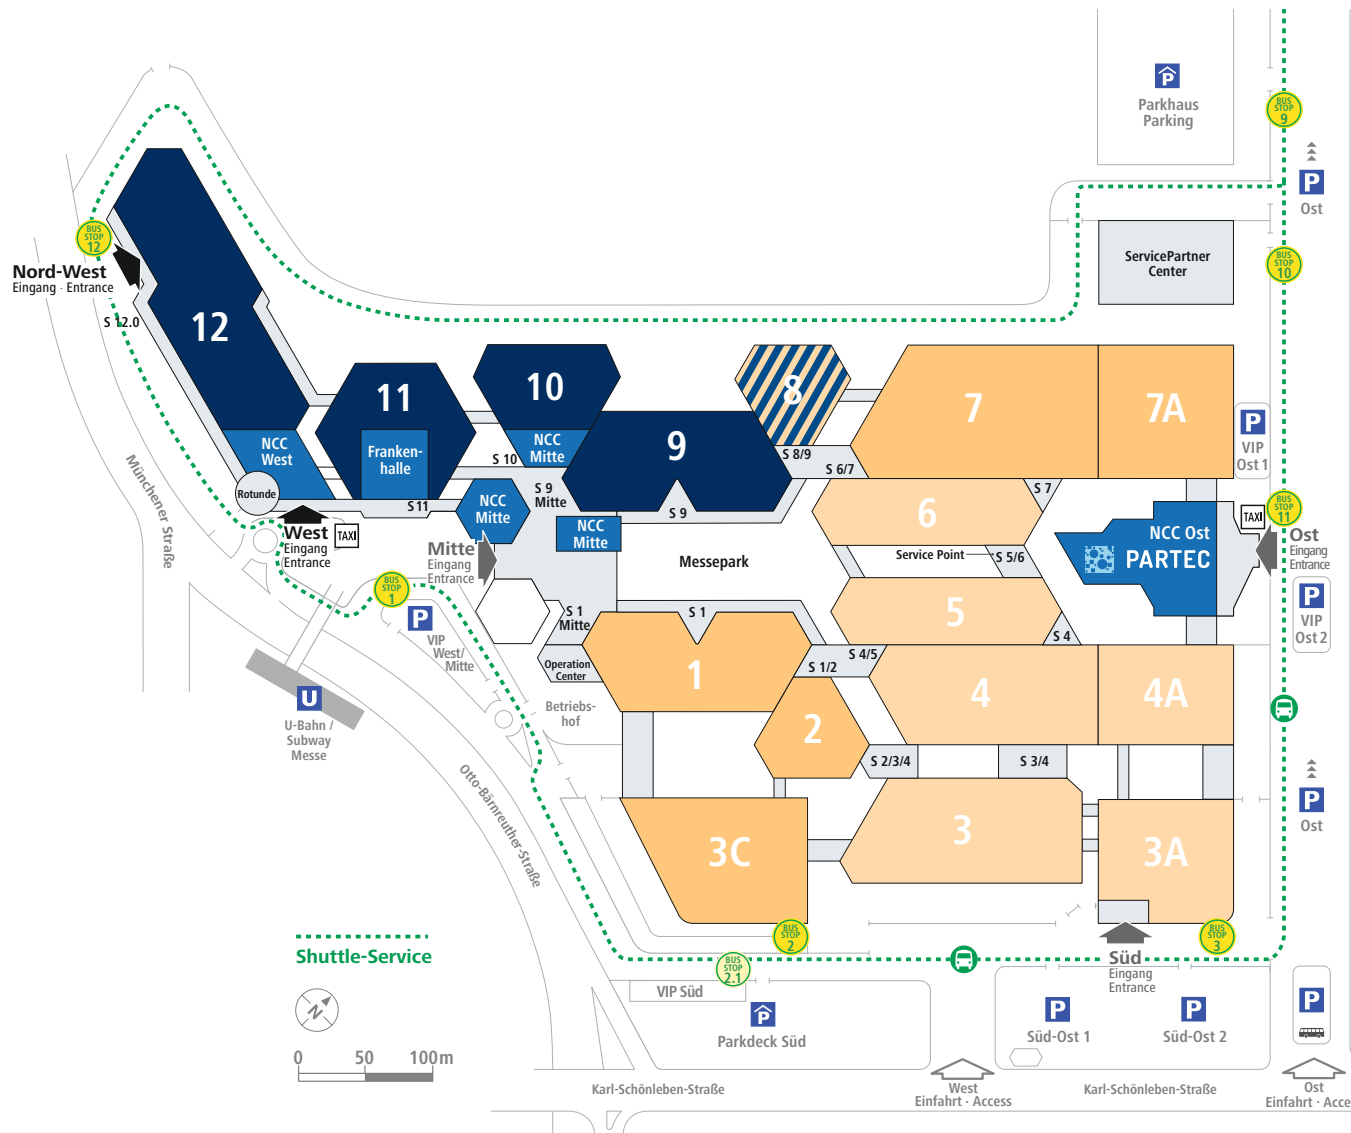 Parkhaus
Parking
BUS
STOP
9
P
Ost
BUS
STOP
12
Nord-West
Eingang · Entrance
S 12.0
ServicePartner
Center
BUS
STOP
10
12
11
10
9
8
7
7A
NCC
West
Franken-
halle
NCC
Mitte
S 10
S 8/9
S 6/7
P
VIP
Ost 1
Rotunde
S11
NCC
Mitte
S 9
Mitte
NCC
Mitte
S 9
6
S 7
NCC Ost
PARTEC
TAXI
BUS
STOP
11
Ost
Eingang
Entrance
Münchener Straße
West
Eingang
Entrance
TAXI
Mitte
Eingang
Entrance
Messepark
Service Point
S 5/6
BUS
STOP
1
P
VIP
West/
Mitte
S 1
Mitte
S 1
5
S 4
P
VIP
Ost 2
Operation
Center
1
S 1/2
S 4/5
4
4A
U
U-Bahn /
Subway
Messe
Betriebs-
hof
2
S 2/3/4
S 3/4
Otto-Bärnreuther-Straße
3C
3
3A
P
Ost
Shuttle-Service
BUS
STOP
2
BUS
STOP
2.1
BUS
STOP
3
Süd
Eingang
Entrance
VIP Süd
P
Parkdeck Süd
P
Süd-Ost 1
P
Süd-Ost 2
P
N
0 50 100m
Karl-Schönleben-Straße
West
Einfahrt · Access
Karl-Schönleben-Straße
Ost
Einfahrt · Acce